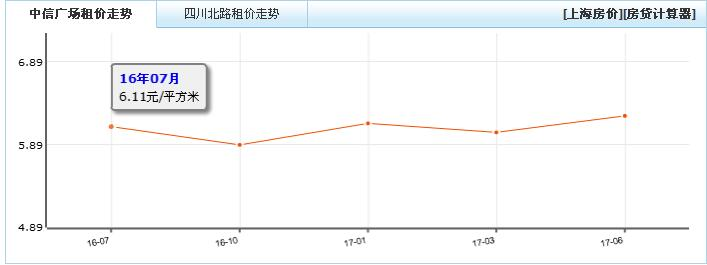 中信广场租价走势 四川北路租价走势 [上海房价][房贷计算器]
6.89
16年07月
6.11元/平方米
5.89
4.89
16-07 16-10 17-01 17-03 17-06